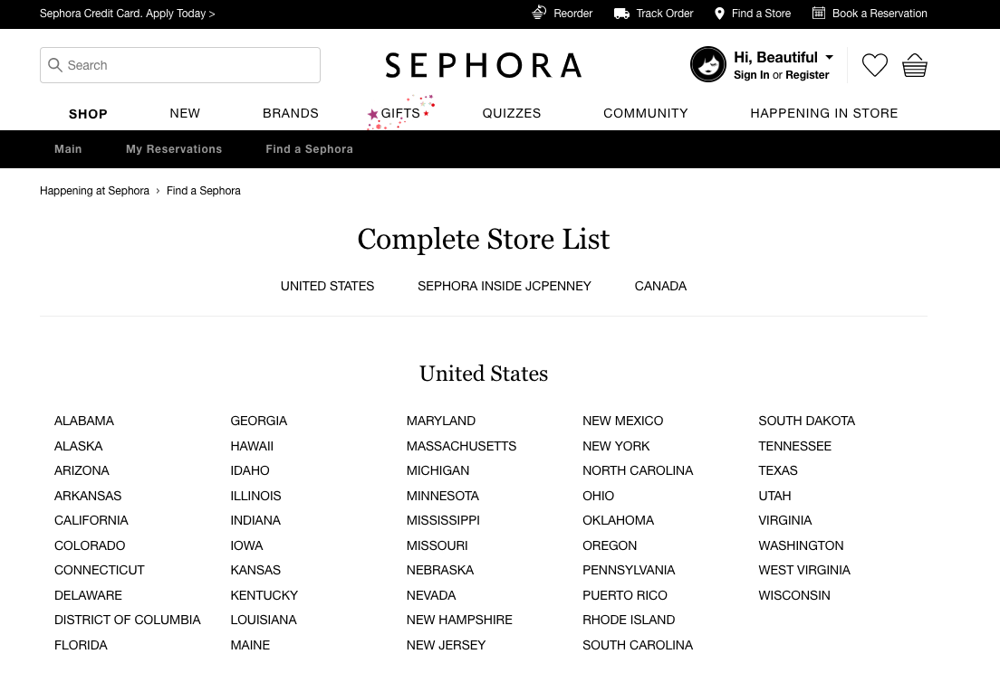 Sephora Credit Card. Apply Today >
Reorder
Track Order
Find a Store
Book a Reservation
Search
SEPHORA
Hi, Beautiful
Sign In or Register
SHOP
NEW
BRANDS
GIFTS
QUIZZES
COMMUNITY
HAPPENING IN STORE
Main
My Reservations
Find a Sephora
Happening at Sephora › Find a Sephora
Complete Store List
UNITED STATES
SEPHORA INSIDE JCPENNEY
CANADA
United States
ALABAMA
ALASKA
ARIZONA
ARKANSAS
CALIFORNIA
COLORADO
CONNECTICUT
DELAWARE
DISTRICT OF COLUMBIA
FLORIDA
GEORGIA
HAWAII
IDAHO
ILLINOIS
INDIANA
IOWA
KANSAS
KENTUCKY
LOUISIANA
MAINE
MARYLAND
MASSACHUSETTS
MICHIGAN
MINNESOTA
MISSISSIPPI
MISSOURI
NEBRASKA
NEVADA
NEW HAMPSHIRE
NEW JERSEY
NEW MEXICO
NEW YORK
NORTH CAROLINA
OHIO
OKLAHOMA
OREGON
PENNSYLVANIA
PUERTO RICO
RHODE ISLAND
SOUTH CAROLINA
SOUTH DAKOTA
TENNESSEE
TEXAS
UTAH
VIRGINIA
WASHINGTON
WEST VIRGINIA
WISCONSIN